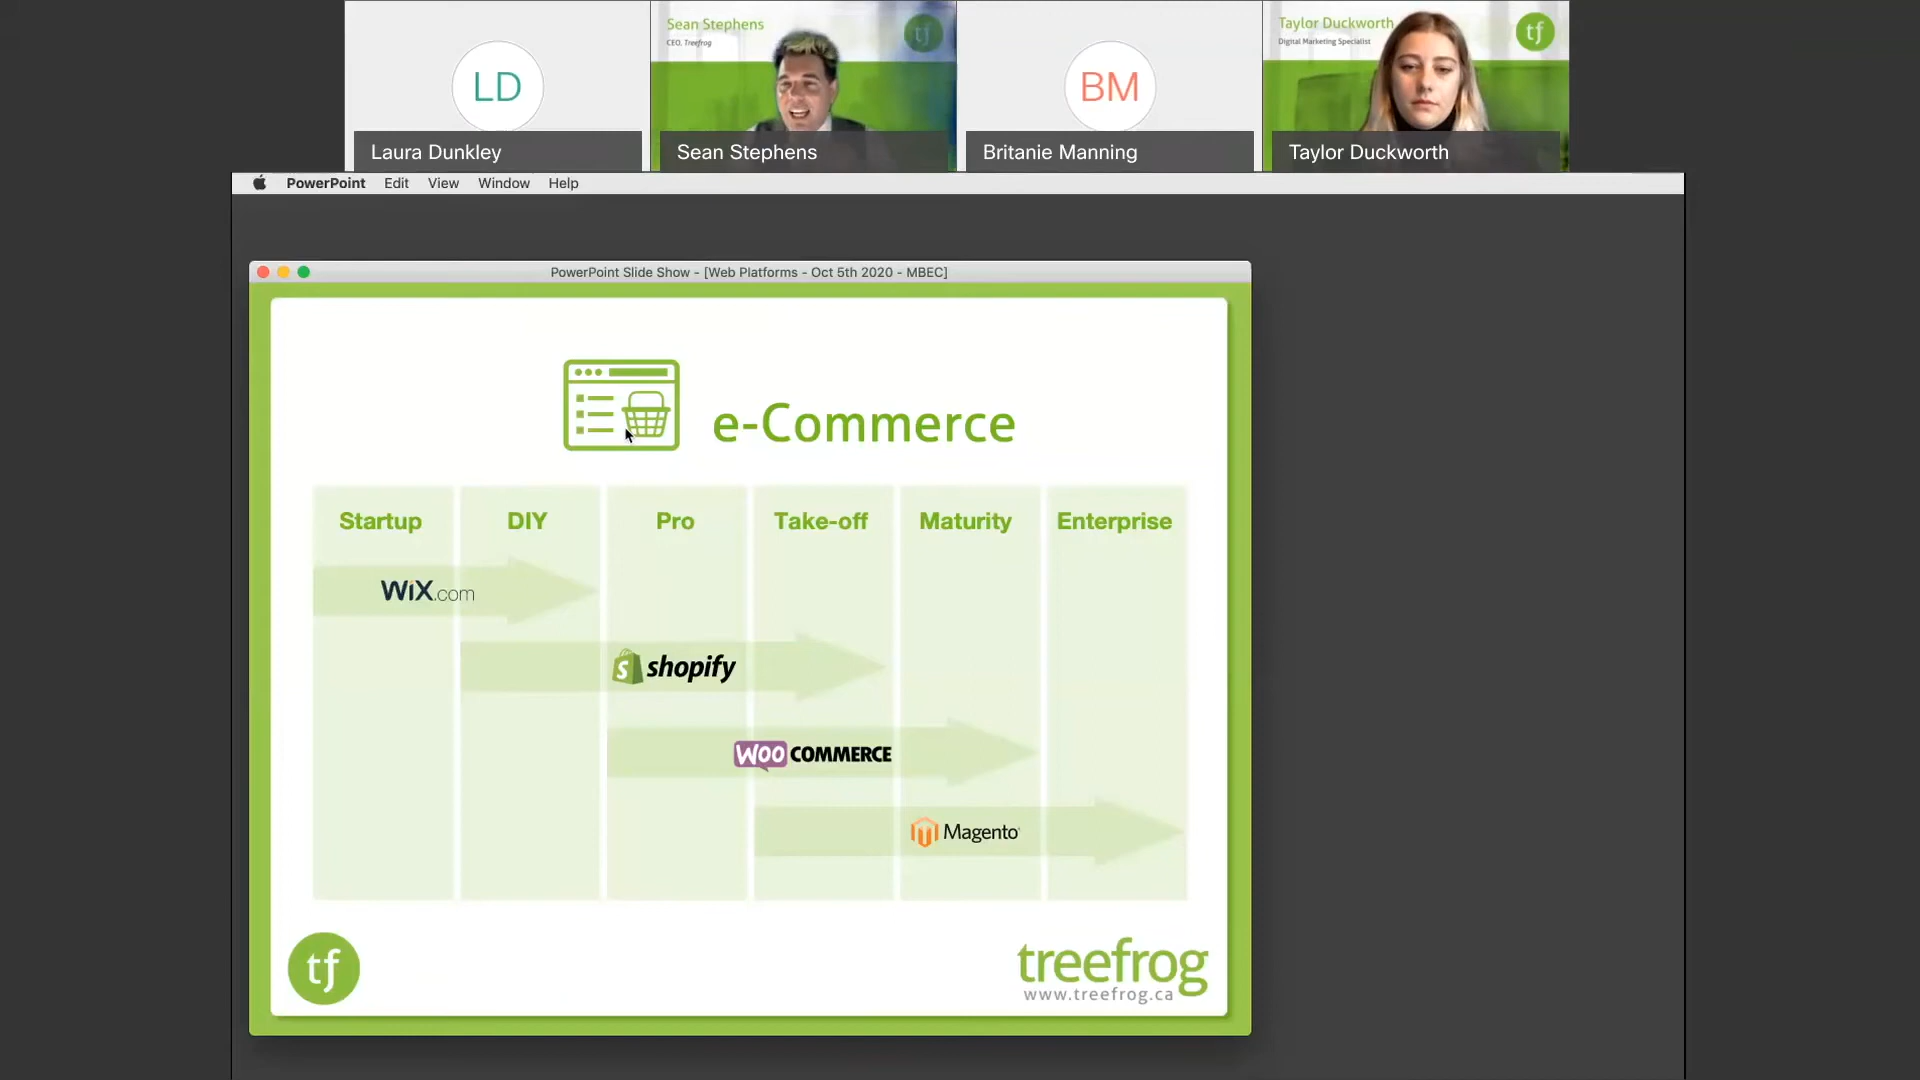 LD
Sean Stephens
CEO, Treefrog
tf
BM
Taylor Duckworth
Digital Marketing Specialist
tf
Laura Dunkley
Sean Stephens
Britanie Manning
Taylor Duckworth
PowerPoint Edit View Window Help
PowerPoint Slide Show - [Web Platforms - Oct 5th 2020 - MBEC]
e-Commerce
Startup DIY Pro Take-off Maturity Enterprise
WiX.com
S shopify
WOO COMMERCE
Magento
tf
treefrog
www.treefrog.ca